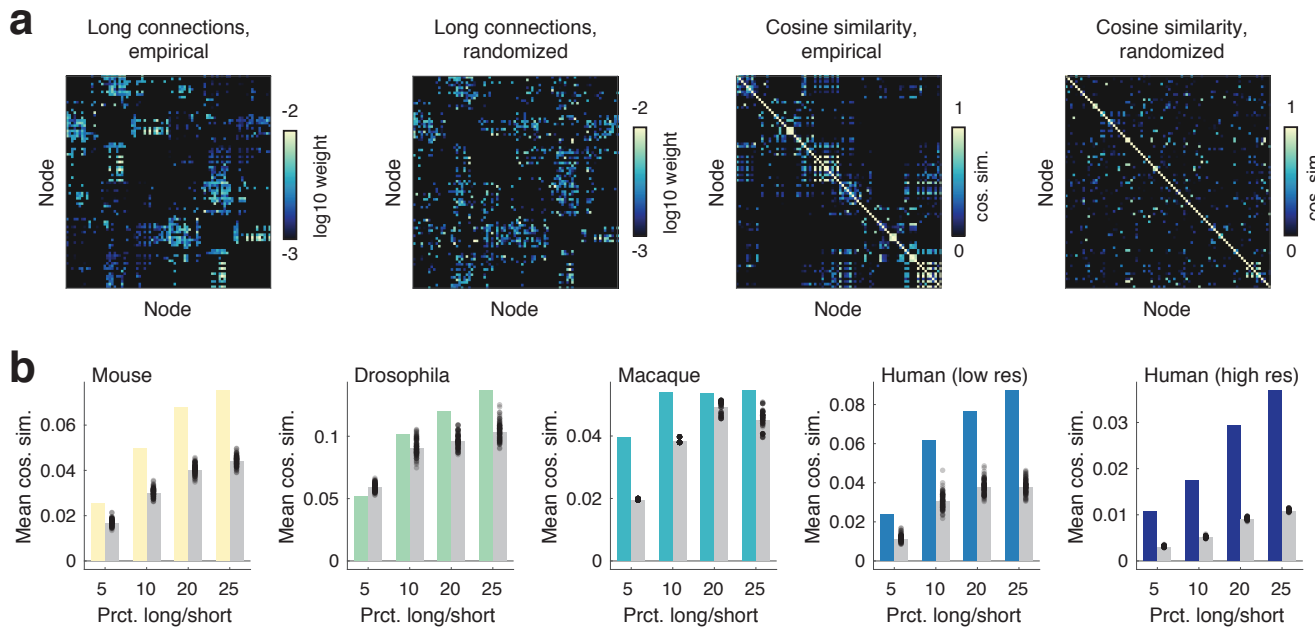 a
Long connections,
empirical
Node
Node
-2
-3
log10 weight
Long connections,
randomized
Node
Node
-2
-3
log10 weight
Cosine similarity,
empirical
Node
Node
1
0
cos. sim.
Cosine similarity,
randomized
Node
Node
1
0
cos. sim.
b
Mouse
Mean cos. sim.
0.06
0.04
0.02
0
5 10 20 25
Prct. long/short
Drosophila
Mean cos. sim.
0.1
0.05
0
5 10 20 25
Prct. long/short
Macaque
Mean cos. sim.
0.04
0.02
0
5 10 20 25
Prct. long/short
Human (low res)
Mean cos. sim.
0.08
0.06
0.04
0.02
0
5 10 20 25
Prct. long/short
Human (high res)
Mean cos. sim.
0.03
0.02
0.01
0
5 10 20 25
Prct. long/short